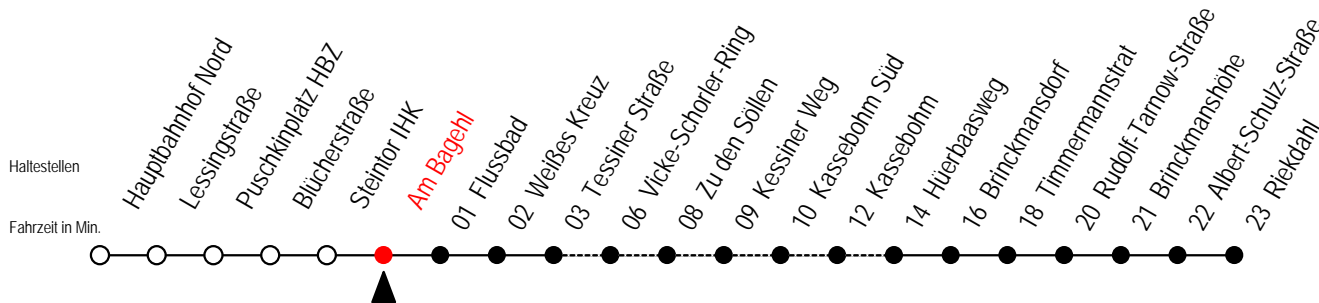 Haltestellen
Fahrzeit in Min.
Hauptbahnhof Nord
Lessingstraße
Puschkinplatz HBZ
Blücherstraße
Steintor IHK
Am Bagehl
01 Flussbad
02 Weißes Kreuz
03 Tessiner Straße
06 Vicke-Schorler-Ring
08 Zu den Söllen
09 Kessiner Weg
10 Kassebohm Süd
12 Kassebohm
14 Hüerbaasweg
16 Brinckmansdorf
18 Timmermannstrat
20 Rudolf-Tarnow-Straße
21 Brinckmanshöhe
22 Albert-Schulz-Straße
23 Riekdahl